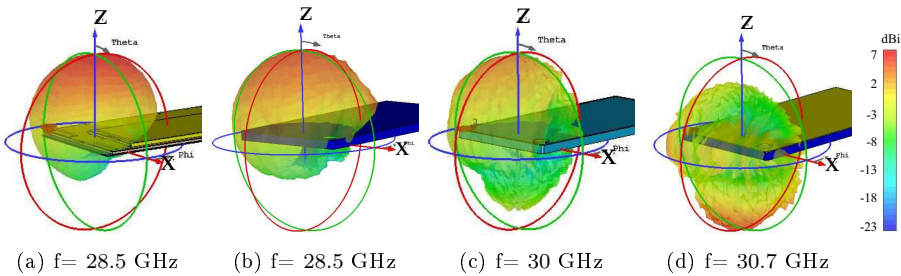 Z
Theta
X
Phi
Z
Theta
X
Phi
Z
Theta
X
Phi
Z
Theta
X
Phi
dBi
7
2
-3
-8
-13
-18
-23
(a) f= 28.5 GHz
(b) f= 28.5 GHz
(c) f= 30 GHz
(d) f= 30.7 GHz